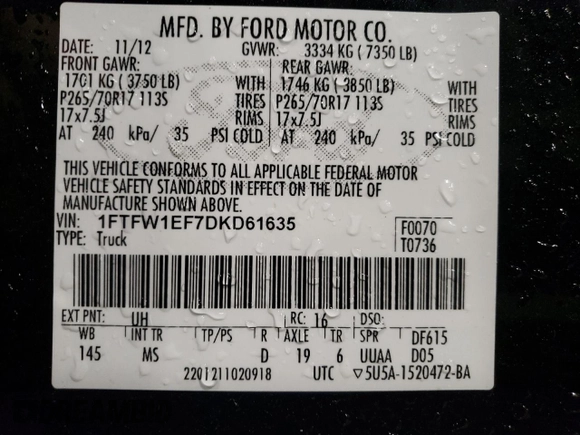 MFD. BY FORD MOTOR CO.
DATE: 11/12 GVWR: 3334 KG ( 7350 LB)
FRONT GAWR: REAR GAWR:
1701 KG ( 3750 LB) WITH 1746 KG ( 3850 LB) WITH
P265/70R17 113S TIRES P265/70R17 113S TIRES
17x7.5J RIMS 17x7.5J RIMS
AT 240 kPa/ 35 PSI COLD AT 240 kPa/ 35 PSI COLD
THIS VEHICLE CONFORMS TO ALL APPLICABLE FEDERAL MOTOR
VEHICLE SAFETY STANDARDS IN EFFECT ON THE DATE OF
MANUFACTURE SHOWN ABOVE.
VIN: 1FTFW1EF7DKD61635 F0070
TYPE: Truck T0736
EXT PNT: UH RC: 16 DSO:
WB INT TR TP/PS R AXLE TR SPR DF615
145 MS D 19 6 UUAA D05
2201211020918 UTC ▽5U5A-1520472-BA